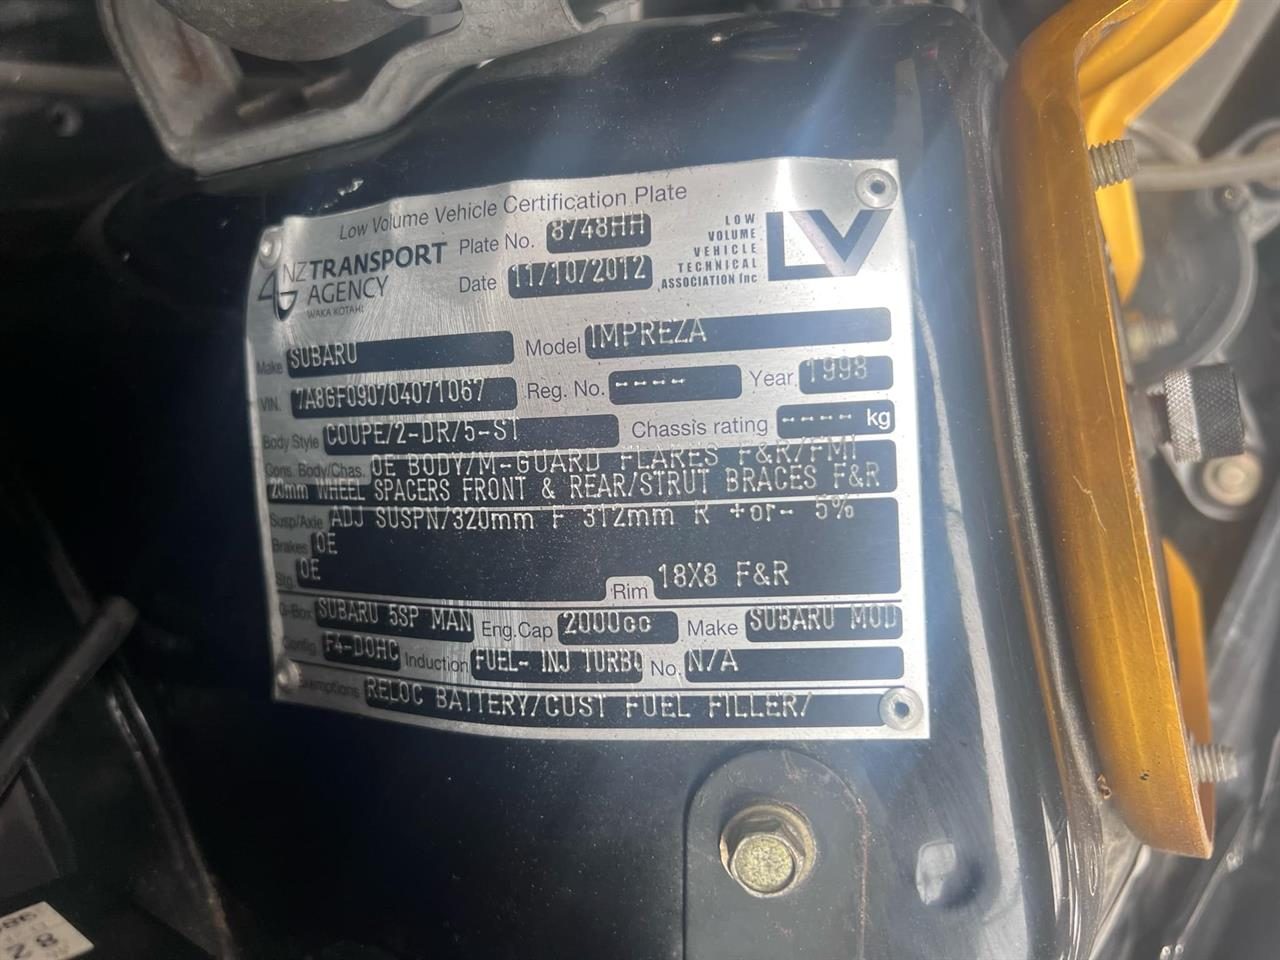 Low Volume Vehicle Certification Plate
NZTRANSPORT
AGENCY
WAKA KOTAHI
Plate No. 8748HH
Date 11/10/2012
LOW
VOLUME
VEHICLE
TECHNICAL
ASSOCIATION Inc
LV
Make SUBARU Model IMPREZA
VIN. 7A8GF090704071067 Reg. No. ---- Year 1998
Body Style COUPE/2-DR/5-ST Chassis rating ---- kg
Cons. Body/Chas. OE BODY/M-GUARD FLARES F&R/FMI
20mm WHEEL SPACERS FRONT & REAR/STRUT BRACES F&R
Susp/Axle ADJ SUSPN/320mm F 312mm R +or- 5%
Brakes OE
Stg. OE Rim 18X8 F&R
G-Box SUBARU 5SP MAN Eng.Cap 2000cc Make SUBARU MOD
Config F4-DOHC Induction FUEL- INJ TURBO No. N/A
Exemptions RELOC BATTERY/CUST FUEL FILLER/